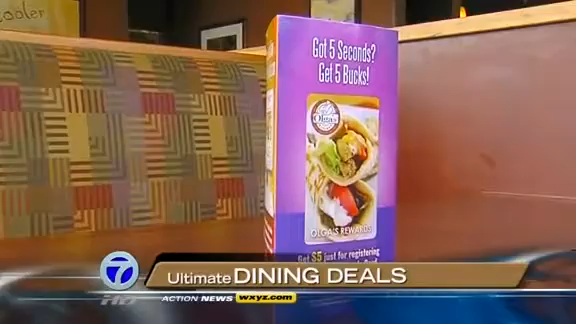 ooler
Got 5 Seconds?
Get 5 Bucks!
Olga's
OLGA'S REWARDS
Get $5 just for registering
7
HD
Ultimate DINING DEALS
ACTION NEWS wxyz.com